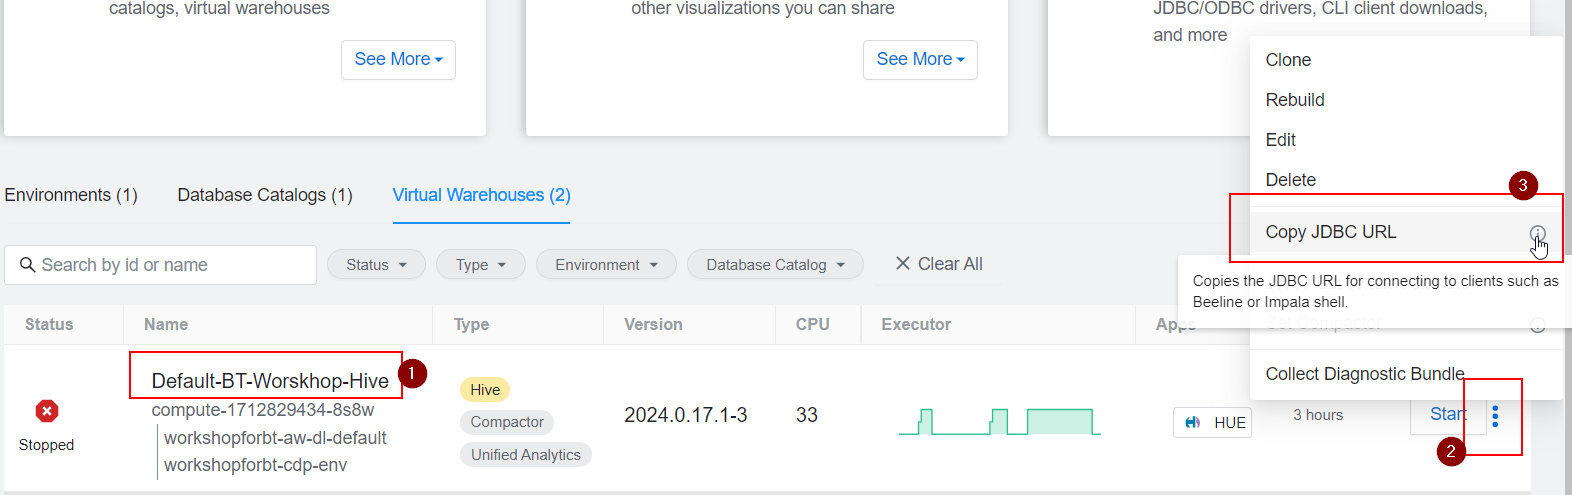 catalogs, virtual warehouses
See More
other visualizations you can share
See More
JDBC/ODBC drivers, CLI client downloads,
and more
Clone
Rebuild
Edit
Delete
3
Copy JDBC URL
Copies the JDBC URL for connecting to clients such as
Beeline or Impala shell.
Set Compactor
Collect Diagnostic Bundle
Environments (1) Database Catalogs (1) Virtual Warehouses (2)
Search by id or name Status Type Environment Database Catalog Clear All
Status Name Type Version CPU Executor Apps
Stopped
Default-BT-Worskhop-Hive 1
compute-1712829434-8s8w
workshopforbt-aw-dl-default
workshopforbt-cdp-env
Hive
Compactor
Unified Analytics
2024.0.17.1-3
33
HUE
3 hours
Start
2